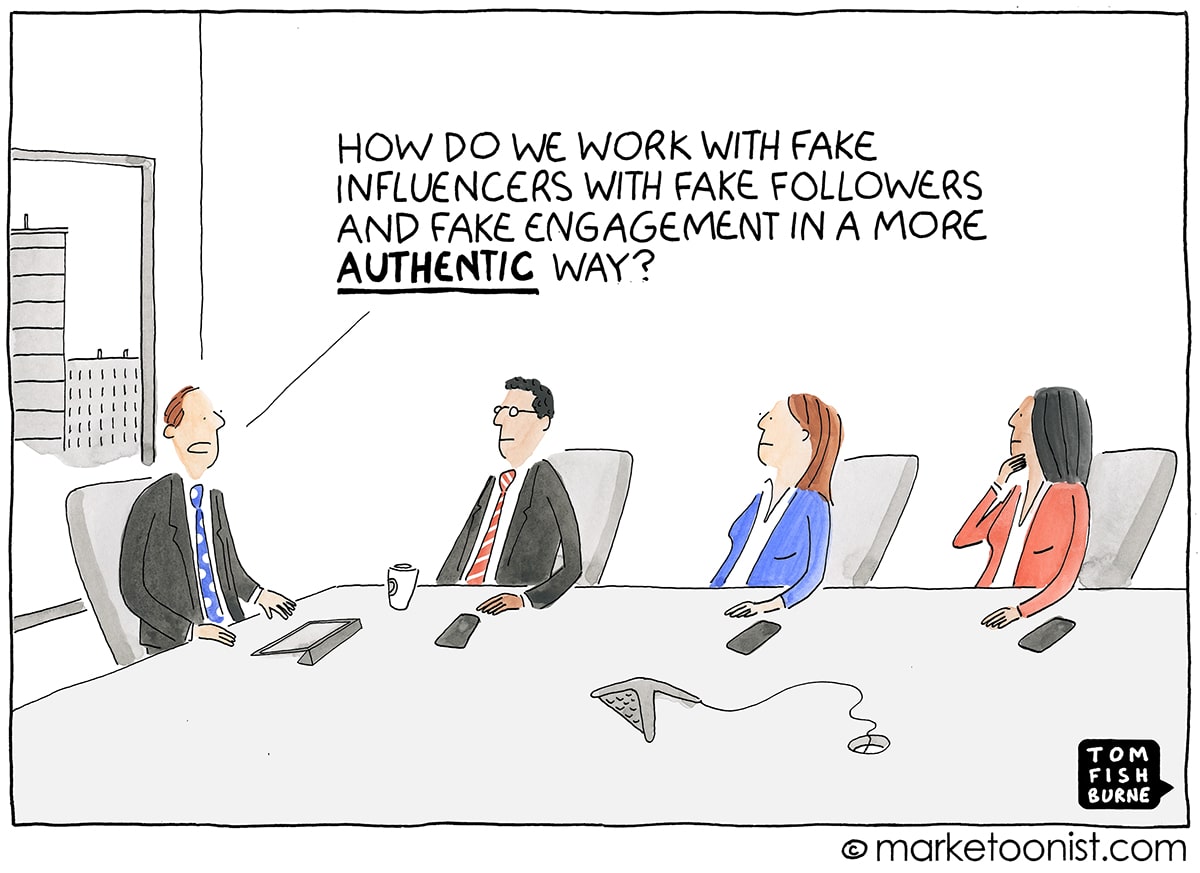 HOW DO WE WORK WITH FAKE
INFLUENCERS WITH FAKE FOLLOWERS
AND FAKE ENGAGEMENT IN A MORE
AUTHENTIC WAY?
TOM
FISH
BURNE
© marketoonist.com